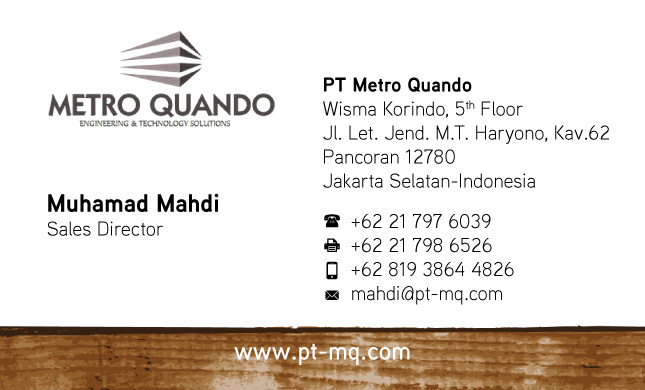 METRO QUANDO
ENGINEERING & TECHNOLOGY SOLUTIONS
Muhamad Mahdi
Sales Director
PT Metro Quando
Wisma Korindo, 5th Floor
Jl. Let. Jend. M.T. Haryono, Kav.62
Pancoran 12780
Jakarta Selatan-Indonesia
+62 21 797 6039
+62 21 798 6526
+62 819 3864 4826
mahdi@pt-mq.com
www.pt-mq.com